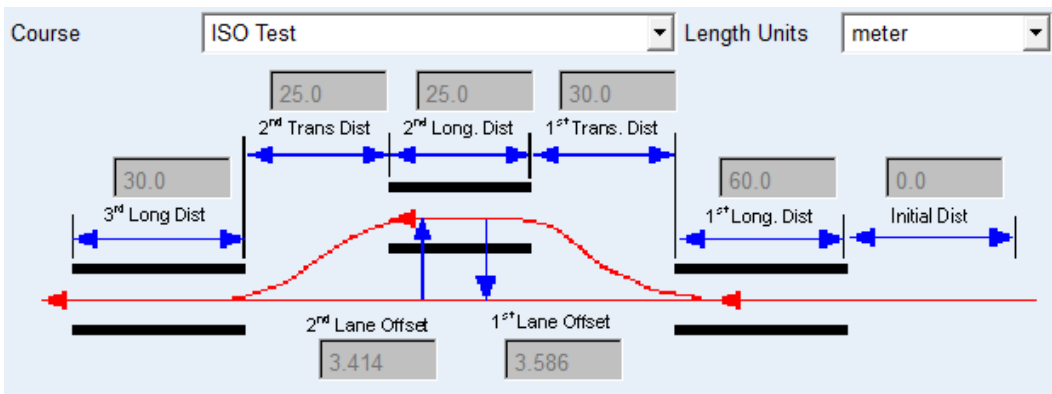 Course ISO Test Length Units meter
25.0 25.0 30.0
2nd Trans Dist 2nd Long. Dist 1st Trans. Dist
30.0 60.0 0.0
3rd Long Dist 1st Long. Dist Initial Dist
2nd Lane Offset 1st Lane Offset
3.414 3.586